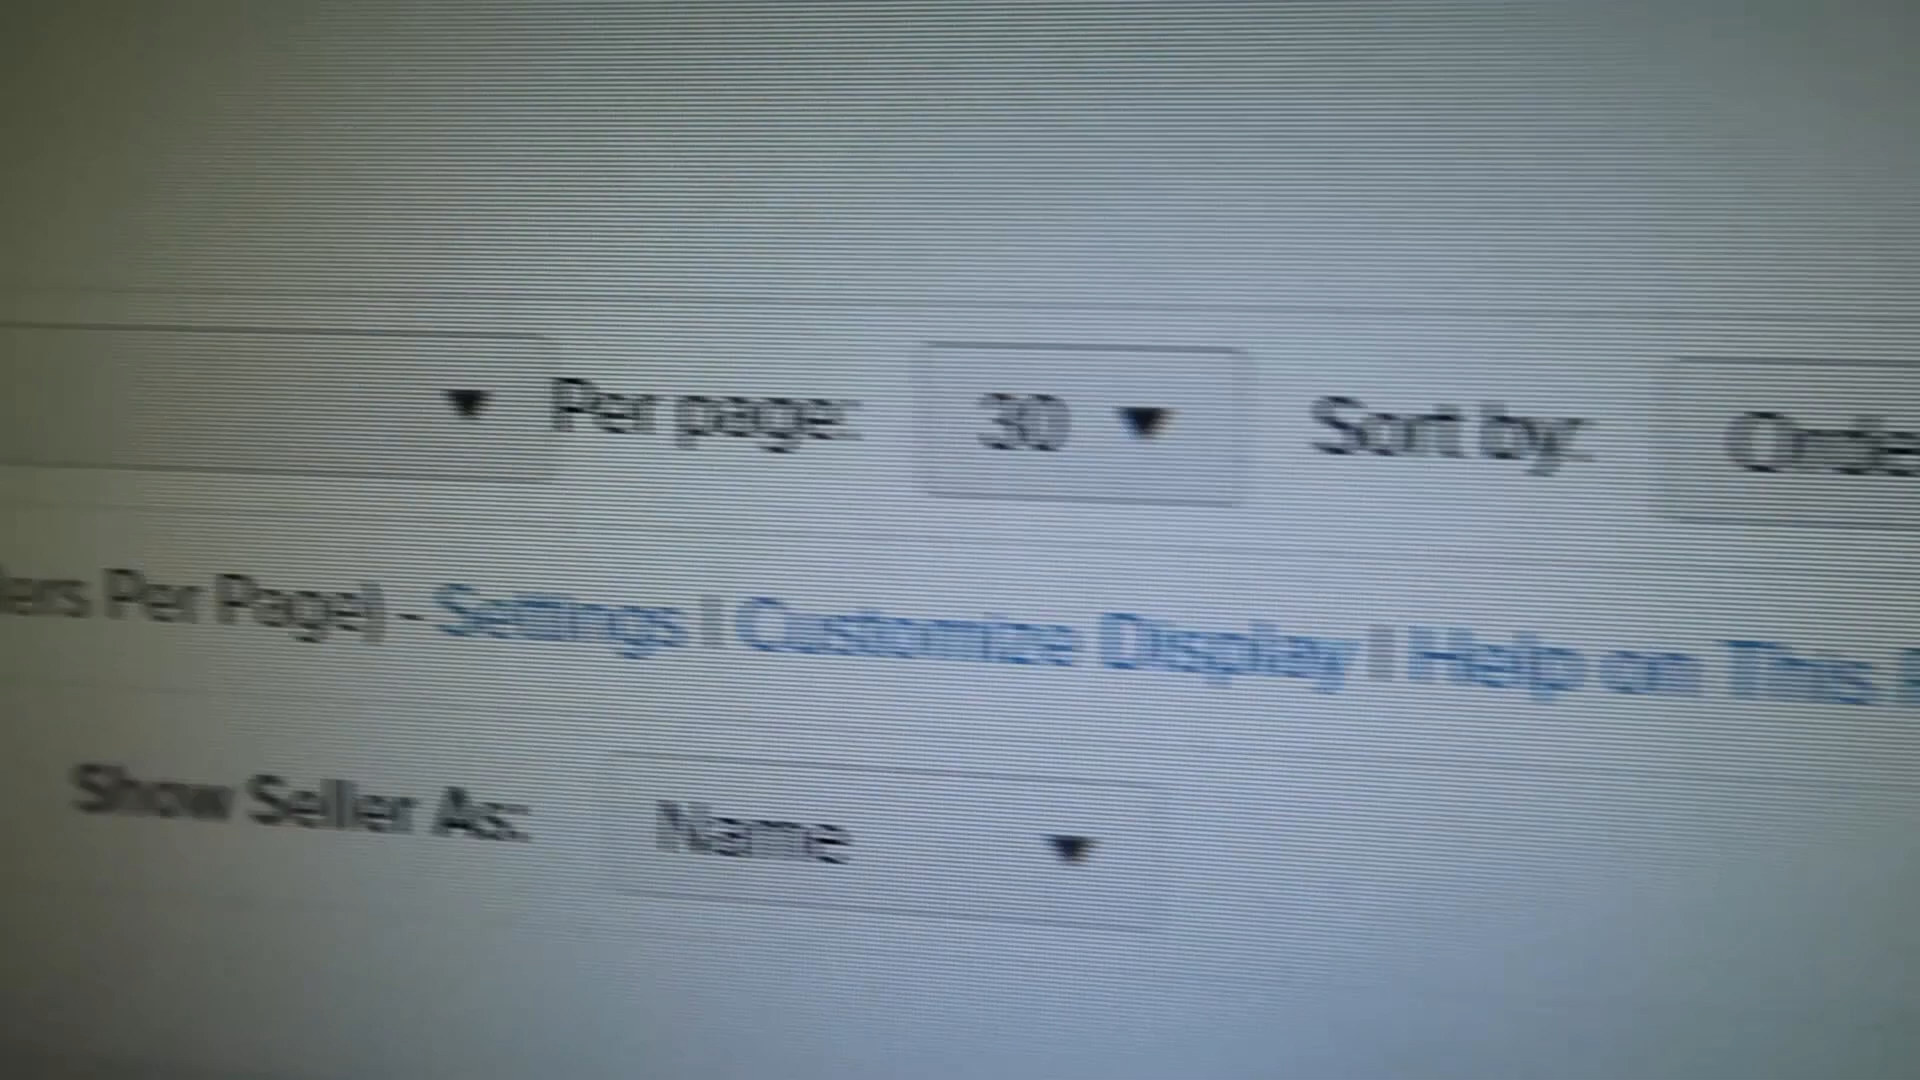 Per page: 30 Sort by:
Per Page) - Settings | Customize Display | Help on This
Show Seller As: Name